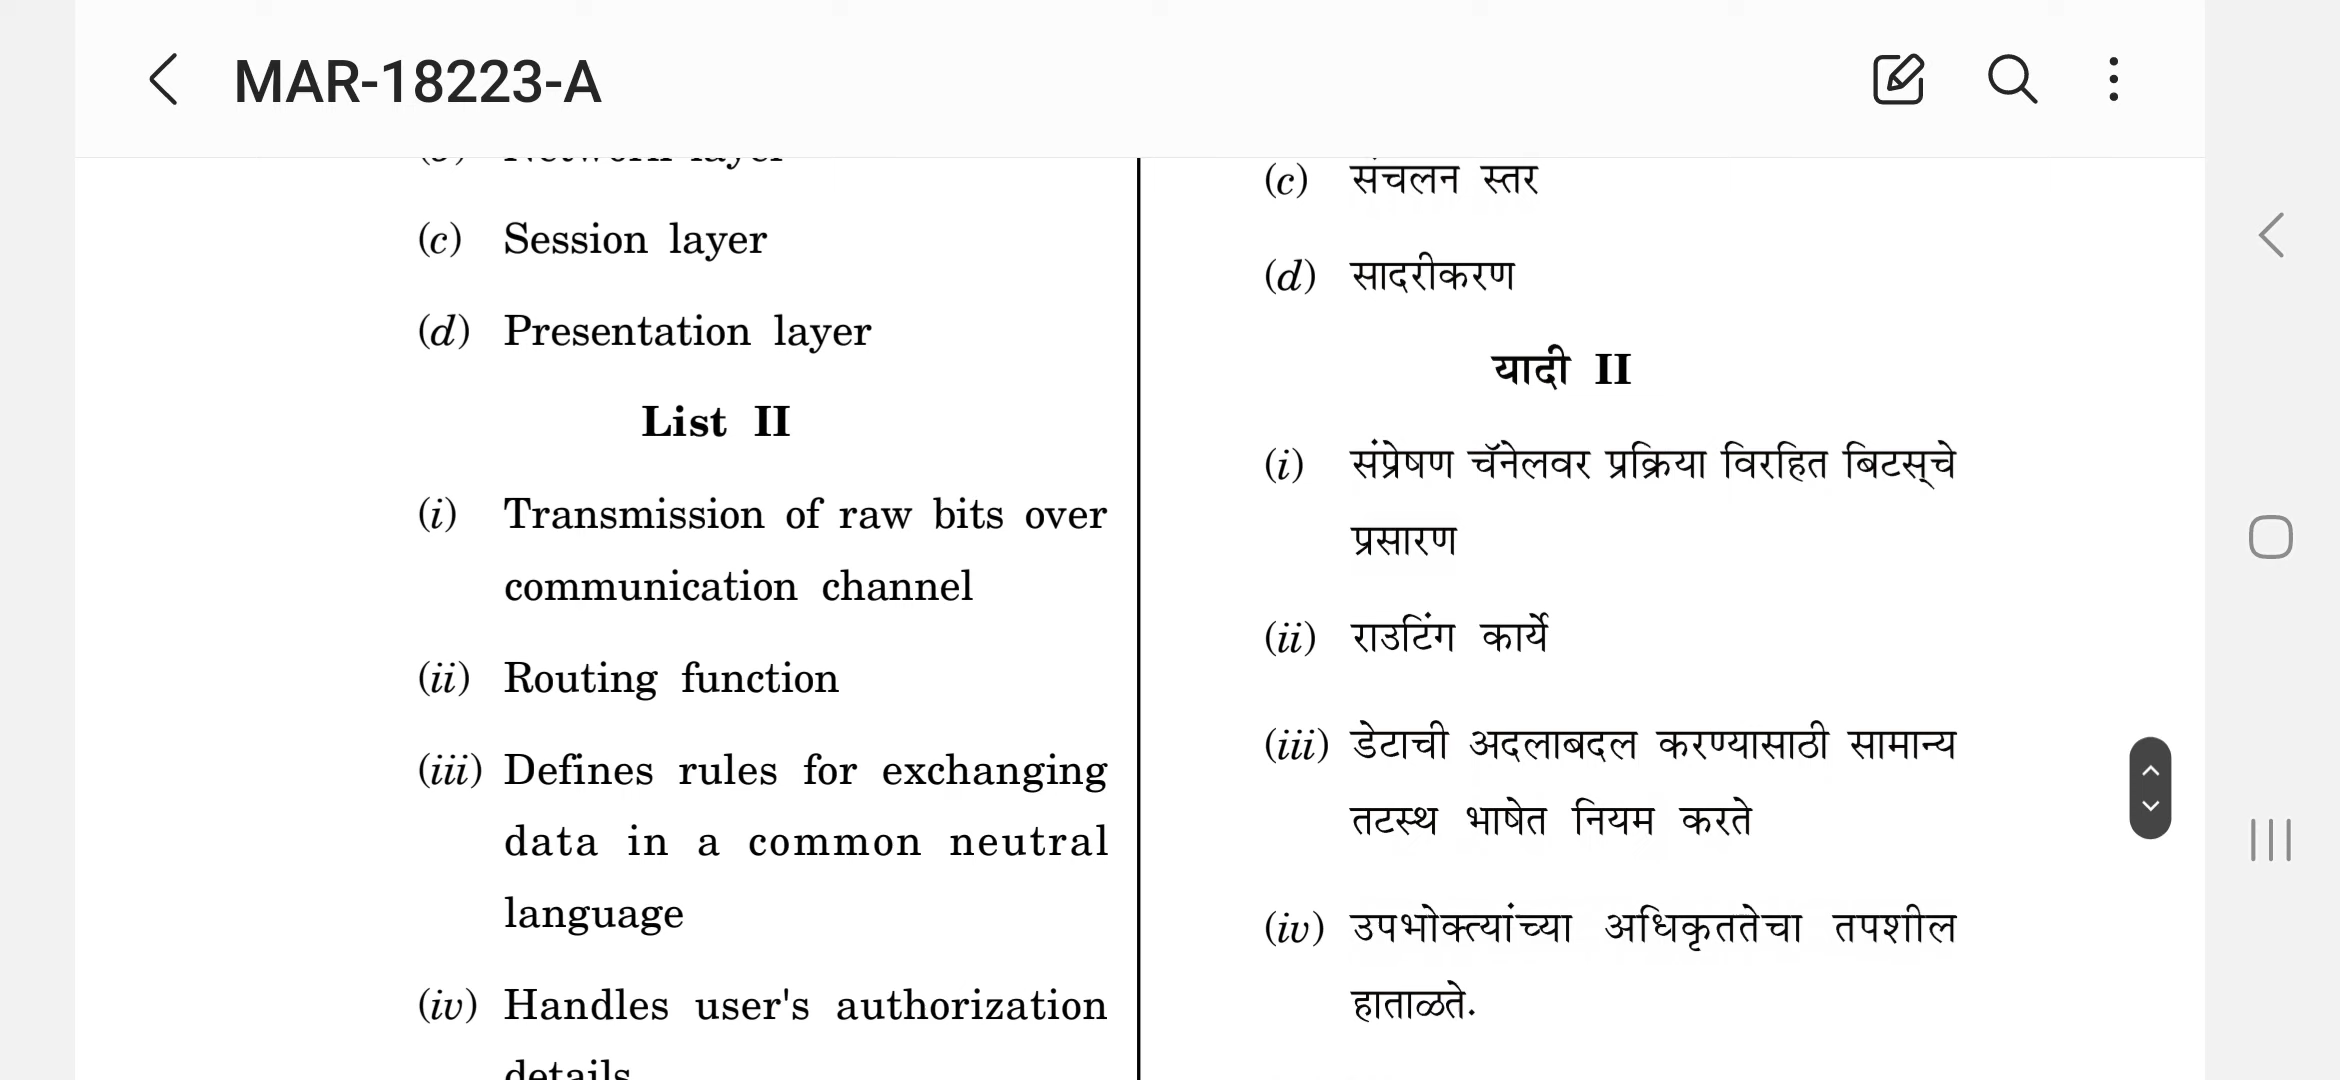 MAR-18223-A
(b) Network layer
(c) Session layer
(d) Presentation layer
List II
(i) Transmission of raw bits over
communication channel
(ii) Routing function
(iii) Defines rules for exchanging
data in a common neutral
language
(iv) Handles user's authorization
details
(c) संचलन स्तर
(d) सादरीकरण
यादी II
(i) संप्रेषण चॅनेलवर प्रक्रिया विरहित बिटस्‌चे
प्रसारण
(ii) राउटिंग कार्ये
(iii) डेटाची अदलाबदल करण्यासाठी सामान्य
तटस्थ भाषेत नियम करते
(iv) उपभोक्त्यांच्या अधिकृततेचा तपशील
हाताळते.